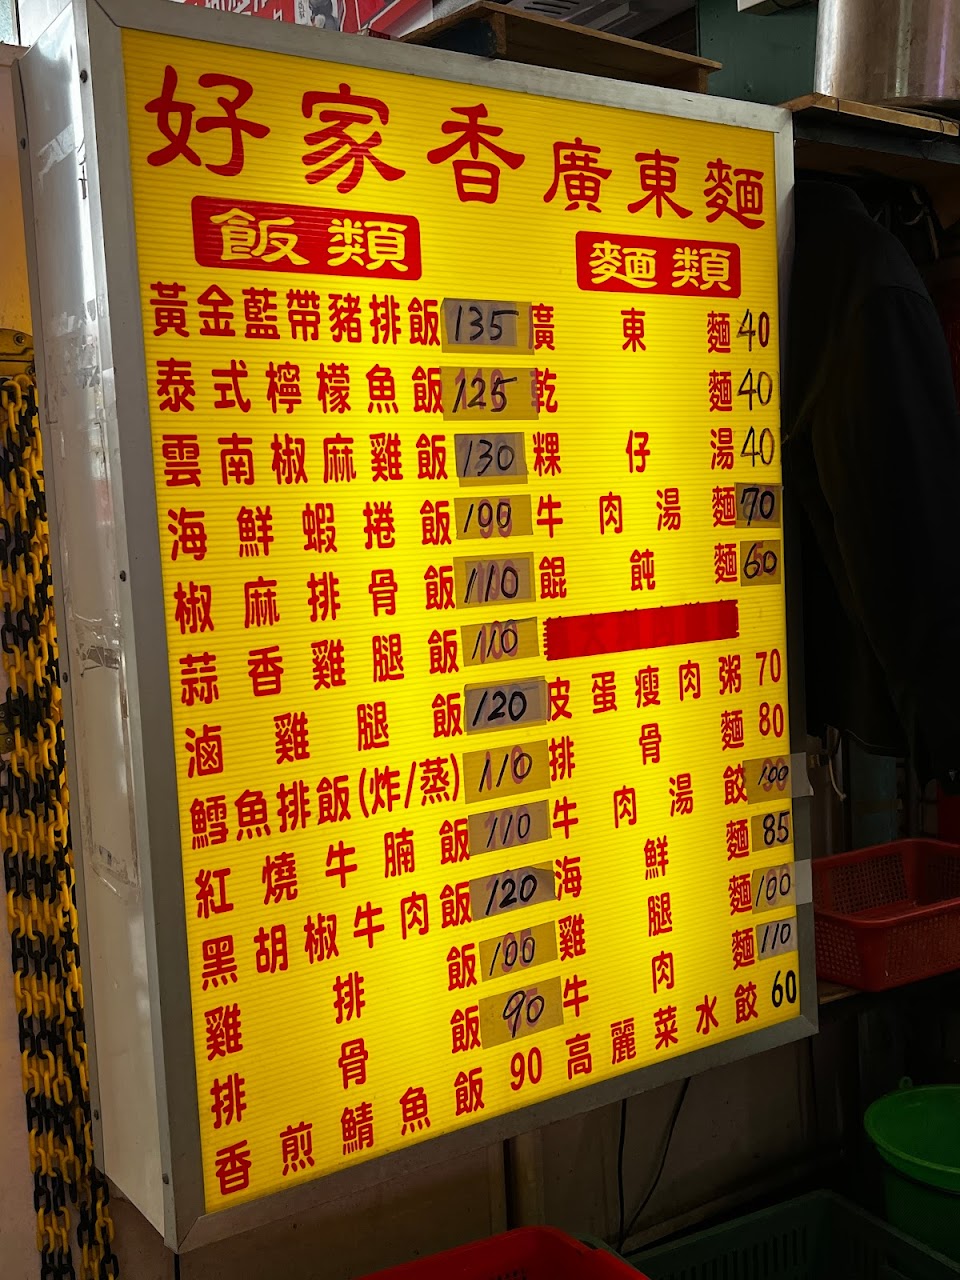 好家香廣東麵
飯類
黃金藍帶豬排飯 135
泰式檸檬魚飯 125
雲南椒麻雞飯 130
海鮮蝦捲飯 100
椒麻排骨飯 110
蒜香雞腿飯 110
滷雞腿飯 120
鱈魚排飯(炸/蒸) 110
紅燒牛腩飯 110
黑胡椒牛肉飯 120
雞排飯 100
排骨飯 90
香煎鯖魚飯 90
麵類
廣東麵 40
乾麵 40
粿仔湯 40
牛肉湯麵 70
餛飩麵 60
皮蛋瘦肉粥 70
排骨麵 80
牛肉湯餃 100
海鮮麵 85
雞腿麵 100
牛肉麵 110
高麗菜水餃 60